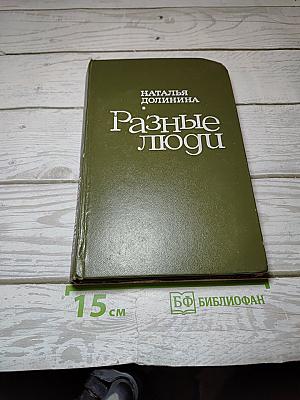 НАТАЛЬЯ
ДОЛИНИНА
Разные
люди
15 см
БФ БИБЛИОФАН